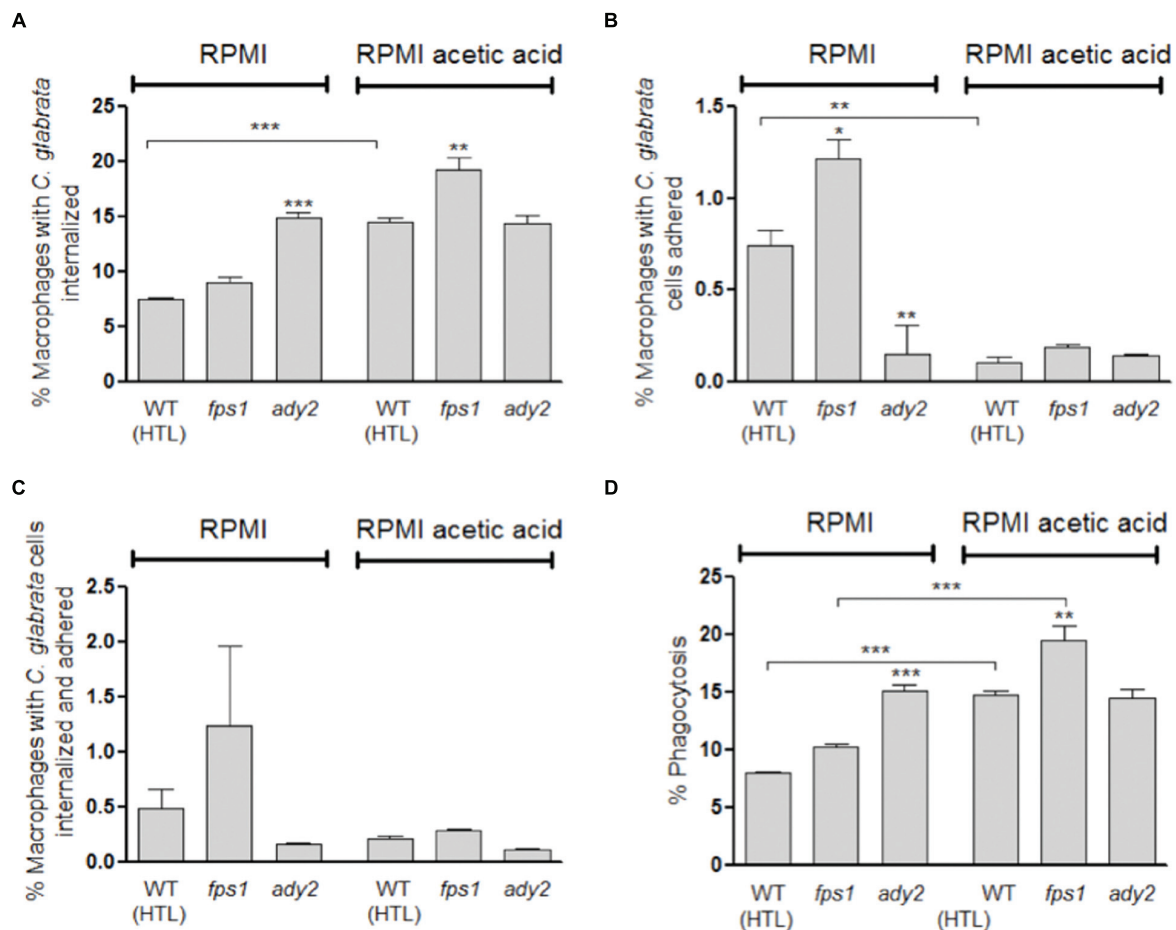 A
RPMI
RPMI acetic acid
% Macrophages with C. glabrata
internalized
25
20
15
10
5
0
***
***
**
WT
(HTL)
fps1
ady2
WT
(HTL)
fps1
ady2
B
RPMI
RPMI acetic acid
% Macrophages with C. glabrata
cells adhered
1.5
1.0
0.5
0.0
**
*
**
WT
(HTL)
fps1
ady2
WT
(HTL)
fps1
ady2
C
RPMI
RPMI acetic acid
% Macrophages with C. glabrata cells
internalized and adhered
2.5
2.0
1.5
1.0
0.5
0.0
WT
(HTL)
fps1
ady2
WT
(HTL)
fps1
ady2
D
RPMI
RPMI acetic acid
% Phagocytosis
25
20
15
10
5
0
***
**
***
***
WT
(HTL)
fps1
ady2
WT
(HTL)
fps1
ady2